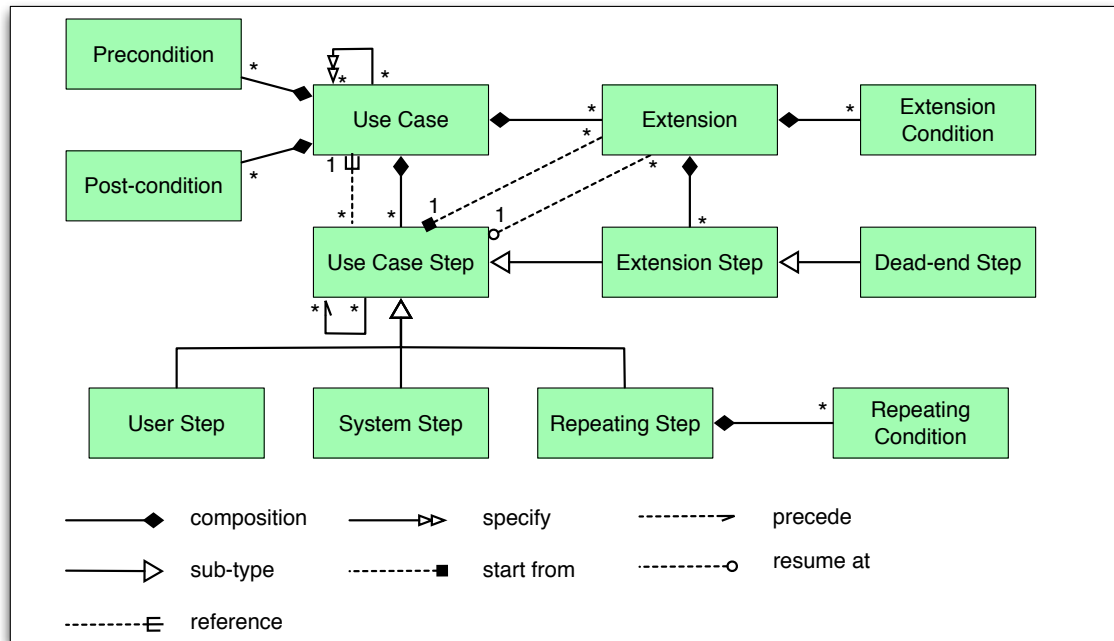 Precondition
*
*
*
Use Case
*
*
Extension
*
Extension
Condition
*
Post-condition
1
*
*
1
1
*
*
Use Case Step
Extension Step
Dead-end Step
*
*
User Step
System Step
Repeating Step
*
Repeating
Condition
composition
specify
precede
sub-type
start from
resume at
reference